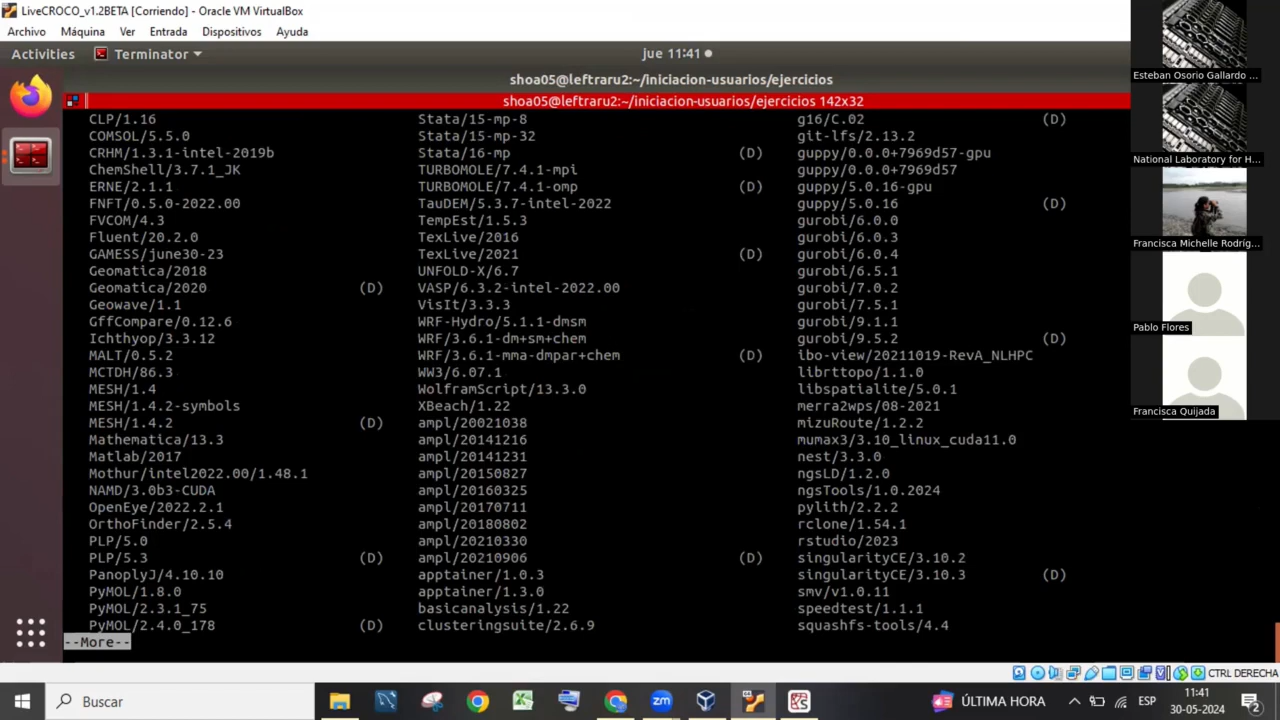 LiveCROCO_v1.2BETA [Corriendo] - Oracle VM VirtualBox
Archivo Máquina Ver Entrada Dispositivos Ayuda
Activities Terminator jue 11:41
shoa05@leftraru2:~/iniciacion-usuarios/ejercicios
shoa05@leftraru2:~/iniciacion-usuarios/ejercicios 142x32
CLP/1.16 Stata/15-mp-8 g16/C.02 (D)
COMSOL/5.5.0 Stata/15-mp-32 git-lfs/2.13.2
CRHM/1.3.1-intel-2019b Stata/16-mp (D) guppy/0.0.0+7969d57-gpu
ChemShell/3.7.1_JK TURBOMOLE/7.4.1-mpi guppy/0.0.0+7969d57
ERNE/2.1.1 TURBOMOLE/7.4.1-omp (D) guppy/5.0.16-gpu
FNFT/0.5.0-2022.00 TauDEM/5.3.7-intel-2022 guppy/5.0.16 (D)
FVCOM/4.3 TempEst/1.5.3 gurobi/6.0.0
Fluent/20.2.0 TexLive/2016 gurobi/6.0.3
GAMESS/june30-23 TexLive/2021 (D) gurobi/6.0.4
Geomatica/2018 UNFOLD-X/6.7 gurobi/6.5.1
Geomatica/2020 (D) VASP/6.3.2-intel-2022.00 gurobi/7.0.2
Geowave/1.1 VisIt/3.3.3 gurobi/7.5.1
GffCompare/0.12.6 WRF-Hydro/5.1.1-dmsm gurobi/9.1.1
Ichthyop/3.3.12 WRF/3.6.1-dm+sm+chem gurobi/9.5.2 (D)
MALT/0.5.2 WRF/3.6.1-mma-dmpar+chem (D) ibo-view/20211019-RevA_NLHPC
MCTDH/86.3 WW3/6.07.1 librttopo/1.1.0
MESH/1.4 WolframScript/13.3.0 libspatialite/5.0.1
MESH/1.4.2-symbols XBeach/1.22 merra2wps/08-2021
MESH/1.4.2 (D) ampl/20021038 mizuRoute/1.2.2
Mathematica/13.3 ampl/20141216 mumax3/3.10_linux_cuda11.0
Matlab/2017 ampl/20141231 nest/3.3.0
Mothur/intel2022.00/1.48.1 ampl/20150827 ngsLD/1.2.0
NAMD/3.0b3-CUDA ampl/20160325 ngsTools/1.0.2024
OpenEye/2022.2.1 ampl/20170711 pylith/2.2.2
OrthoFinder/2.5.4 ampl/20180802 rclone/1.54.1
PLP/5.0 ampl/20210330 rstudio/2023
PLP/5.3 (D) ampl/20210906 (D) singularityCE/3.10.2
PanoplyJ/4.10.10 apptainer/1.0.3 singularityCE/3.10.3 (D)
PyMOL/1.8.0 apptainer/1.3.0 smv/v1.0.11
PyMOL/2.3.1_75 basicanalysis/1.22 speedtest/1.1.1
PyMOL/2.4.0_178 (D) clusteringsuite/2.6.9 squashfs-tools/4.4
--More--
Esteban Osorio Gallardo ...
National Laboratory for H...
Francisca Michelle Rodríg...
Pablo Flores
Francisca Quijada
CTRL DERECHA
Buscar
zm
ÚLTIMA HORA
ESP
11:41
30-05-2024
2